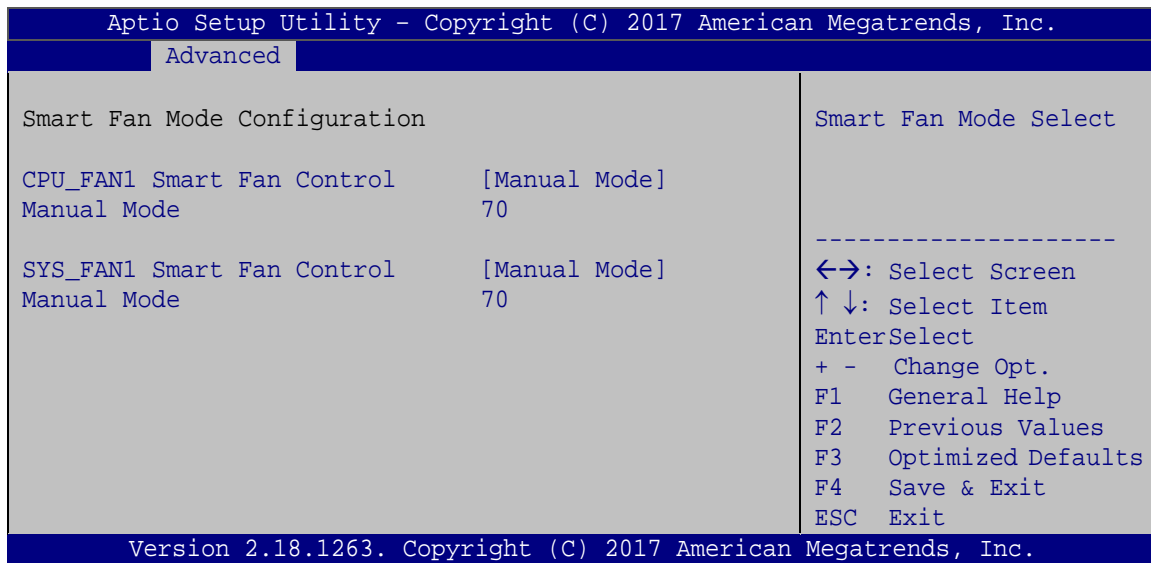 Aptio Setup Utility – Copyright (C) 2017 American Megatrends, Inc.
Advanced
Smart Fan Mode Configuration
CPU_FAN1 Smart Fan Control [Manual Mode]
Manual Mode 70
SYS_FAN1 Smart Fan Control [Manual Mode]
Manual Mode 70
Smart Fan Mode Select
---------------------
←→: Select Screen
↑ ↓: Select Item
EnterSelect
+ - Change Opt.
F1 General Help
F2 Previous Values
F3 Optimized Defaults
F4 Save & Exit
ESC Exit
Version 2.18.1263. Copyright (C) 2017 American Megatrends, Inc.